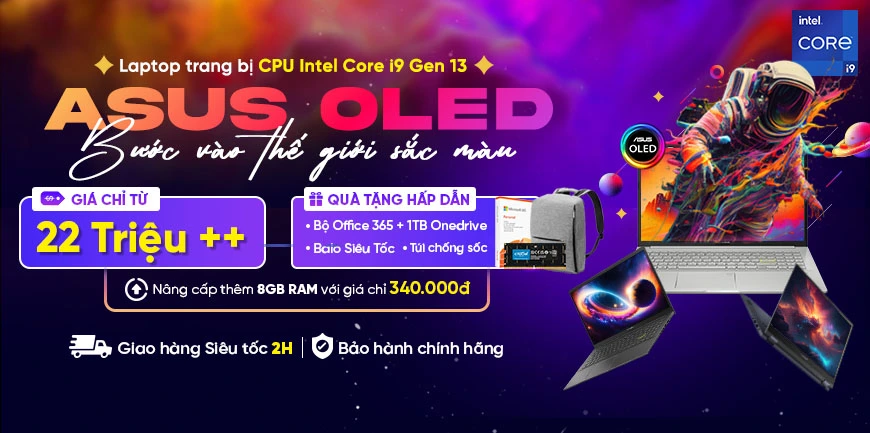 Laptop trang bị CPU Intel Core i9 Gen 13
ASUS OLED
Bước vào thế giới sắc màu
GIÁ CHỈ TỪ
22 Triệu ++
QUÀ TẶNG HẤP DẪN
• Bộ Office 365 + 1TB Onedrive
• Balo Siêu Tốc • Túi chống sốc
Nâng cấp thêm 8GB RAM với giá chỉ 340.000đ
Giao hàng Siêu tốc 2H
Bảo hành chính hãng
intel
CORE
i9
ASUS
OLED
crucial